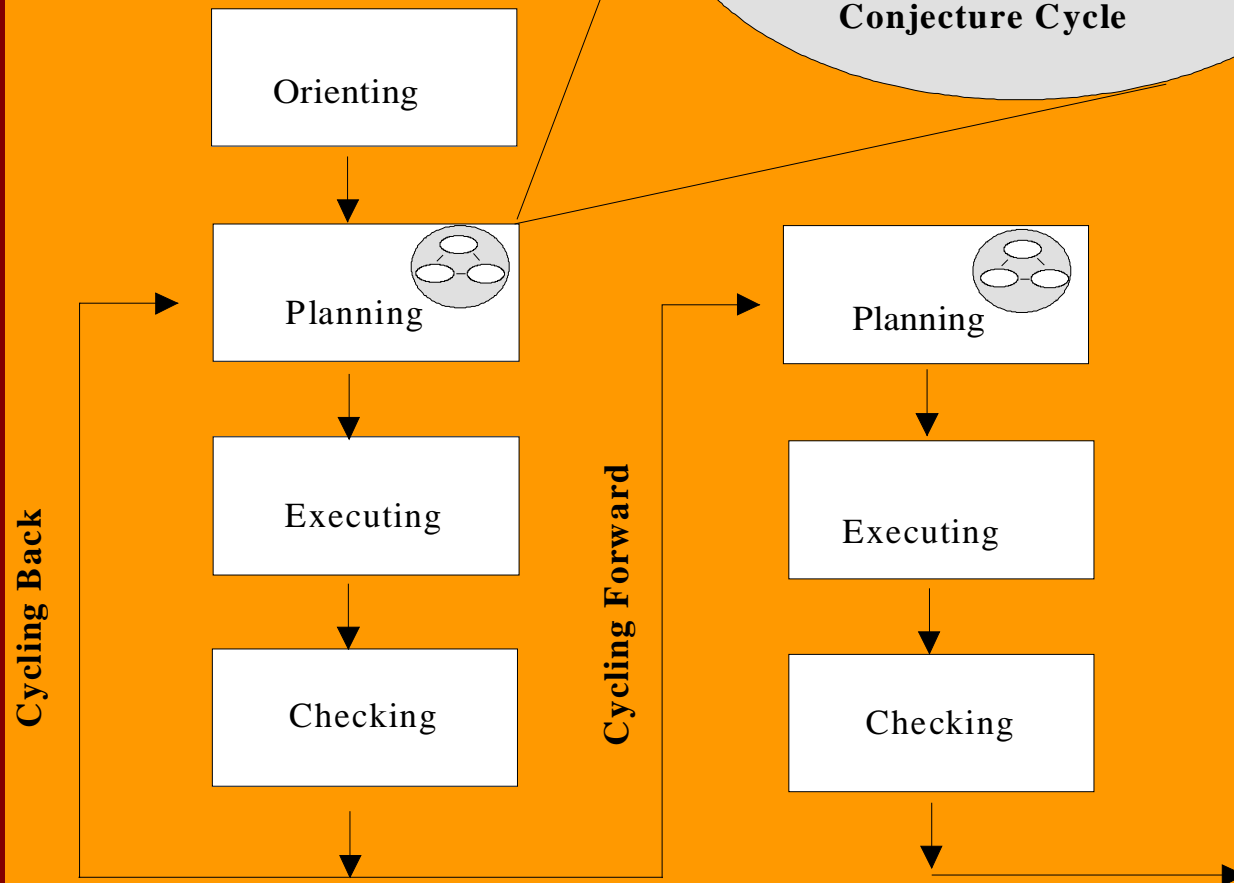 Conjecture Cycle
Orienting
Planning
Executing
Checking
Cycling Back
Cycling Forward
Planning
Executing
Checking